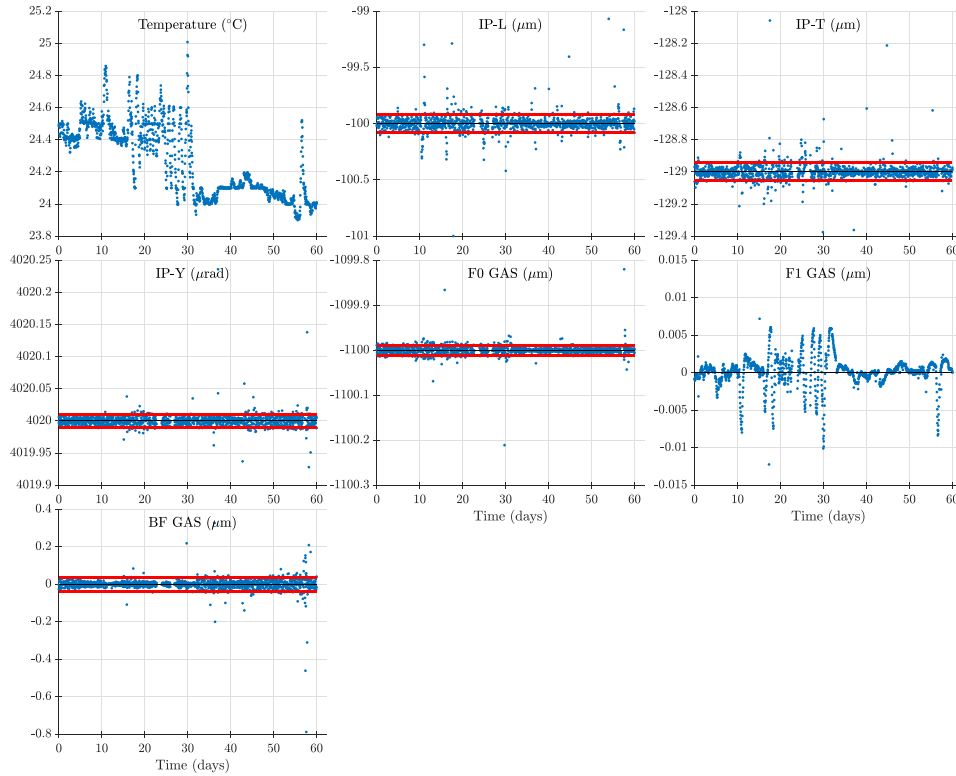 Temperature (°C)
25.2
25
24.8
24.6
24.4
24.2
24
23.8
0 10 20 30 40 50 60
IP-L (μm)
-99
-99.5
-100
-100.5
-101
0 10 20 30 40 50 60
IP-T (μm)
-128
-128.2
-128.4
-128.6
-128.8
-129
-129.2
-129.4
0 10 20 30 40 50 60
IP-Y (μrad)
4020.25
4020.2
4020.15
4020.1
4020.05
4020
4019.95
4019.9
0 10 20 30 40 50 60
F0 GAS (μm)
-1099.8
-1099.9
-1100
-1100.1
-1100.2
-1100.3
0 10 20 30 40 50 60
Time (days)
F1 GAS (μm)
0.015
0.01
0.005
0
-0.005
-0.01
-0.015
0 10 20 30 40 50 60
Time (days)
BF GAS (μm)
0.4
0.2
0
-0.2
-0.4
-0.6
-0.8
0 10 20 30 40 50 60
Time (days)